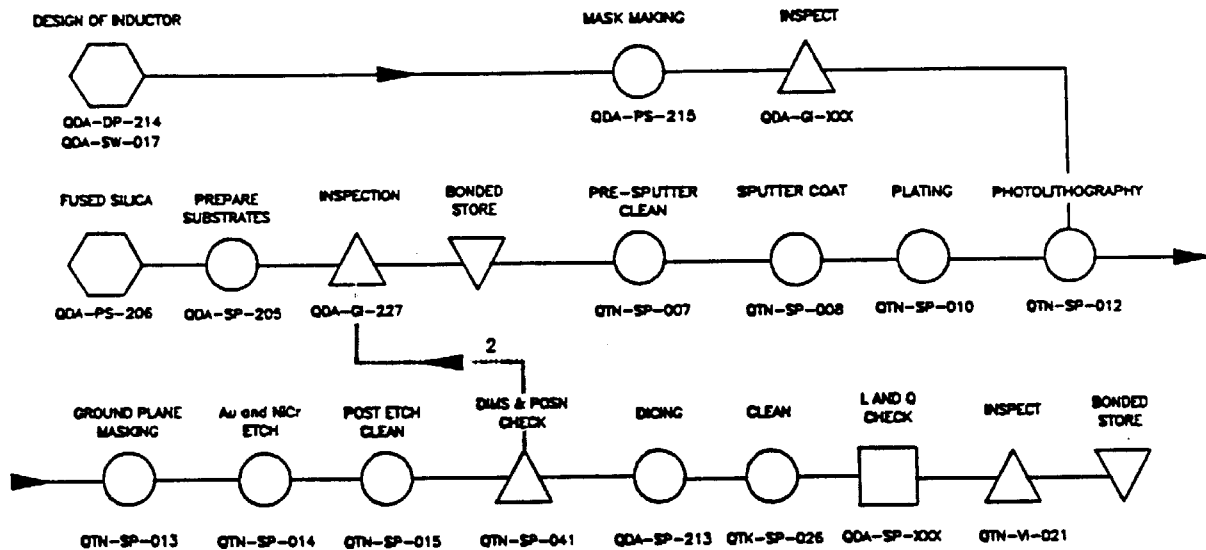 DESIGN OF INDUCTOR
MASK MAKING
INSPECT
QDA-DP-214
QDA-SW-017
QDA-PS-215
QDA-GI-XXX
FUSED SILICA
PREPARE
SUBSTRATES
INSPECTION
BONDED
STORE
PRE-SPUTTER
CLEAN
SPUTTER COAT
PLATING
PHOTOLITHOGRAPHY
QDA-PS-206
QDA-SP-205
QDA-GI-227
QTN-SP-007
QTN-SP-008
QTN-SP-010
QTN-SP-012
2
GROUND PLANE
MASKING
Au and NiCr
ETCH
POST ETCH
CLEAN
DIMS & POSN
CHECK
DICING
CLEAN
L AND Q
CHECK
INSPECT
BONDED
STORE
QTN-SP-013
QTN-SP-014
QTN-SP-015
QTN-SP-041
QDA-SP-213
QTK-SP-026
QDA-SP-XXX
QTN-VI-021